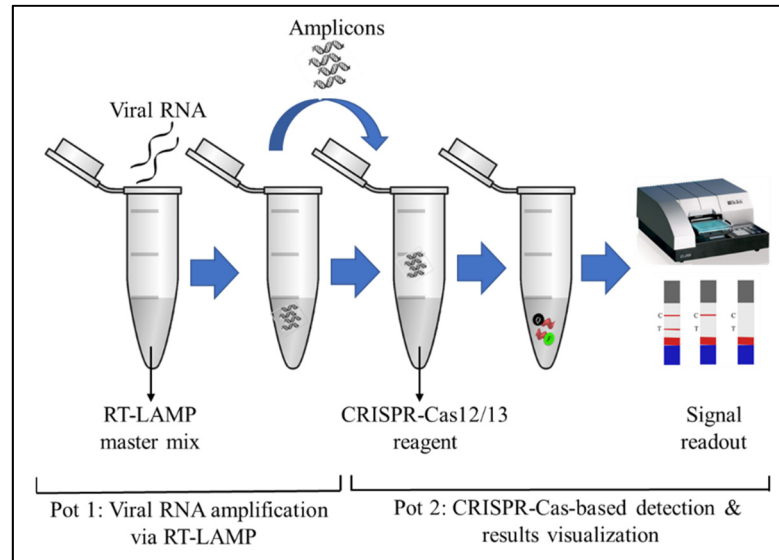 Amplicons
Viral RNA
C
T
C
C
T
RT-LAMP
master mix
CRISPR-Cas12/13
reagent
Signal
readout
Pot 1: Viral RNA amplification
via RT-LAMP
Pot 2: CRISPR-Cas-based detection &
results visualization